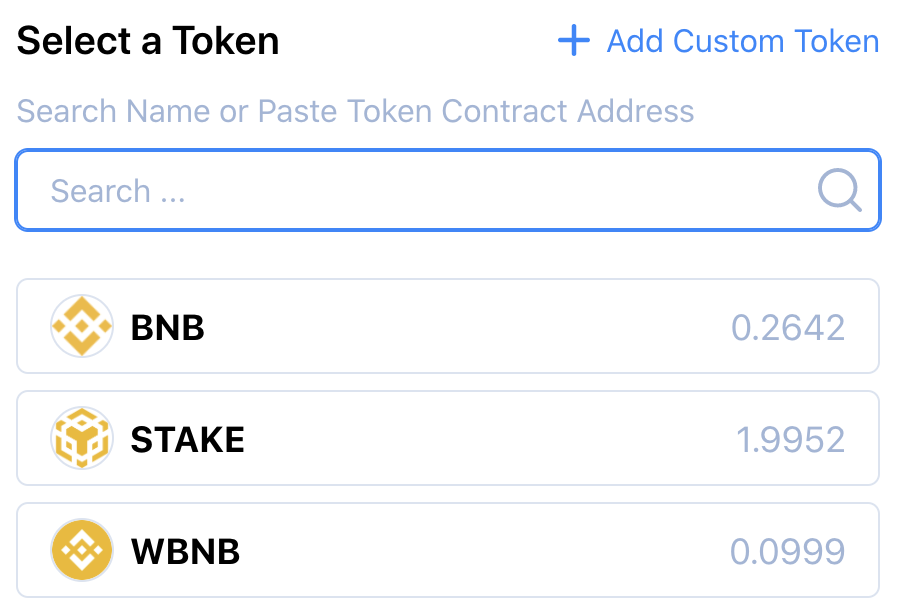 Select a Token
Add Custom Token
Search Name or Paste Token Contract Address
Search ...
BNB 0.2642
STAKE 1.9952
WBNB 0.0999